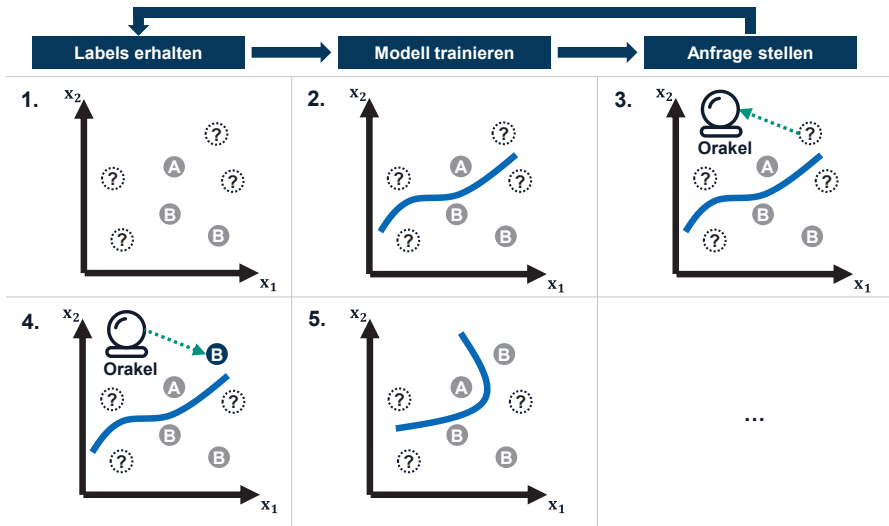 Labels erhalten
Modell trainieren
Anfrage stellen
1.
x₂
?
A
?
?
B
?
B
x₁
2.
x₂
?
A
?
?
B
?
B
x₁
3.
x₂
Orakel
?
A
?
?
B
?
B
x₁
4.
x₂
Orakel
B
A
?
?
B
?
B
x₁
5.
x₂
B
A
?
?
B
?
B
x₁
...